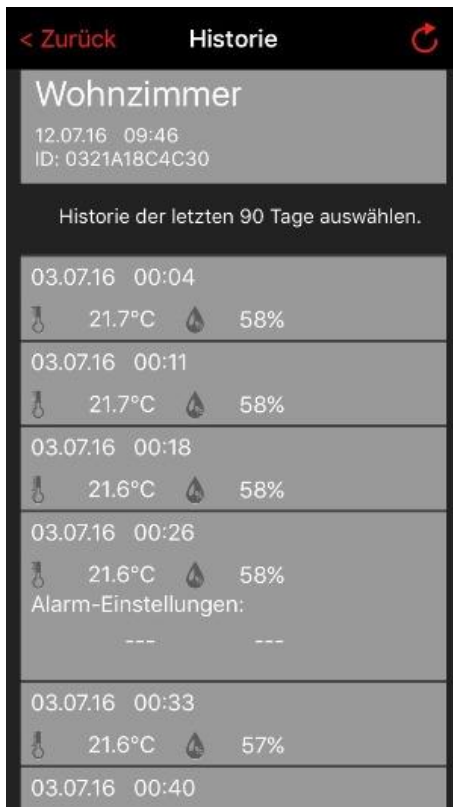 < Zurück Historie
Wohnzimmer
12.07.16 09:46
ID: 0321A18C4C30
Historie der letzten 90 Tage auswählen.
03.07.16 00:04
21.7°C 58%
03.07.16 00:11
21.7°C 58%
03.07.16 00:18
21.6°C 58%
03.07.16 00:26
21.6°C 58%
Alarm-Einstellungen:
--- ---
03.07.16 00:33
21.6°C 57%
03.07.16 00:40